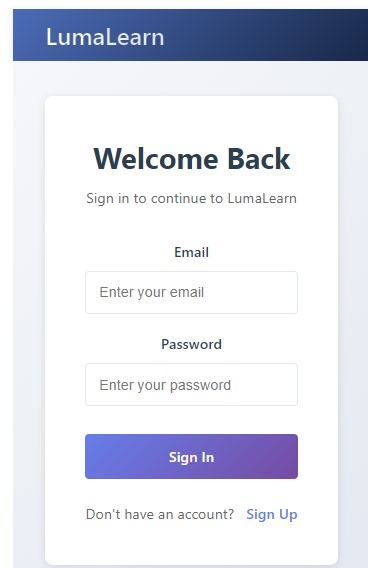 LumaLearn
Welcome Back
Sign in to continue to LumaLearn
Email
Enter your email
Password
Enter your password
Sign In
Don't have an account? Sign Up